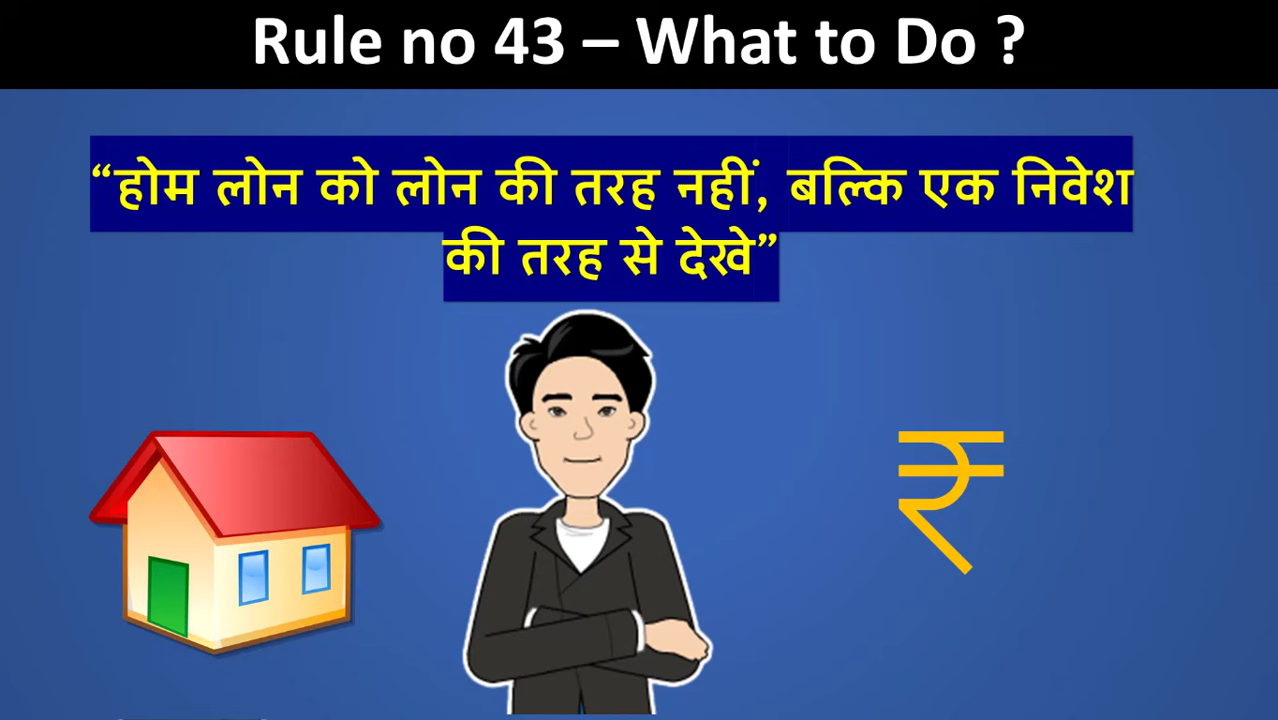 Rule no 43 – What to Do ?
“होम लोन को लोन की तरह नहीं, बल्कि एक निवेश
की तरह से देखे”
₹